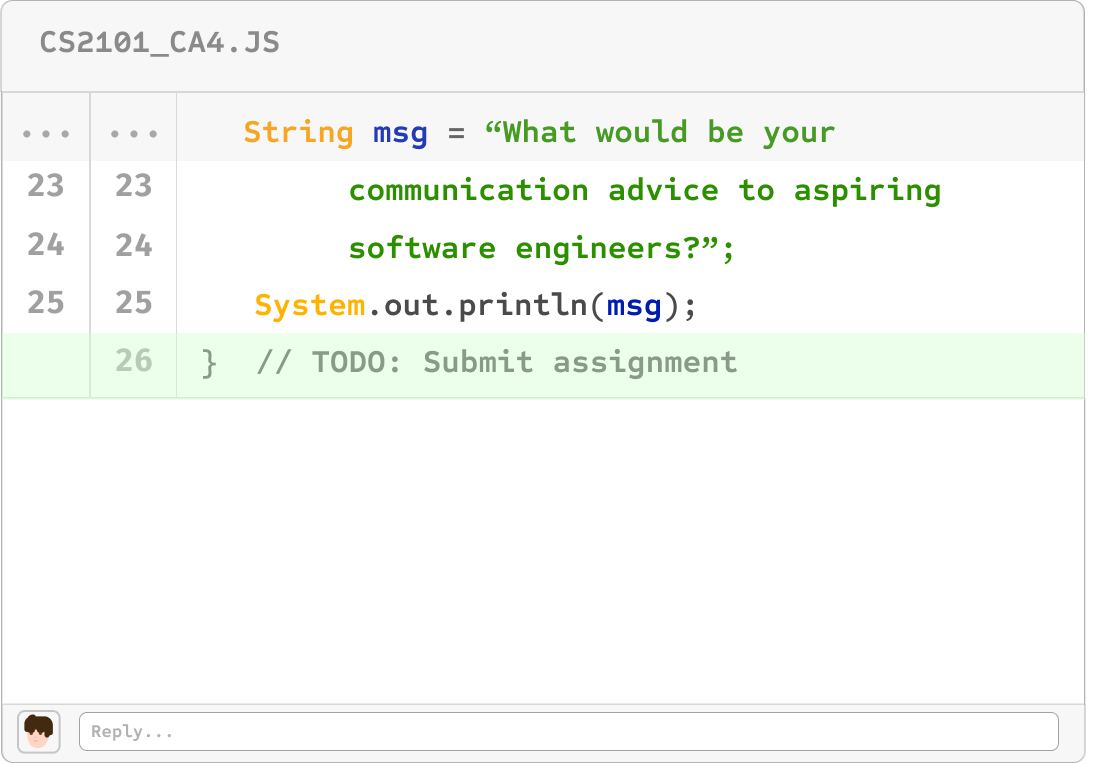 CS2101_CA4.JS
... ... String msg = “What would be your
23 23 communication advice to aspiring
24 24 software engineers?”;
25 25 System.out.println(msg);
26 } // TODO: Submit assignment
Reply...